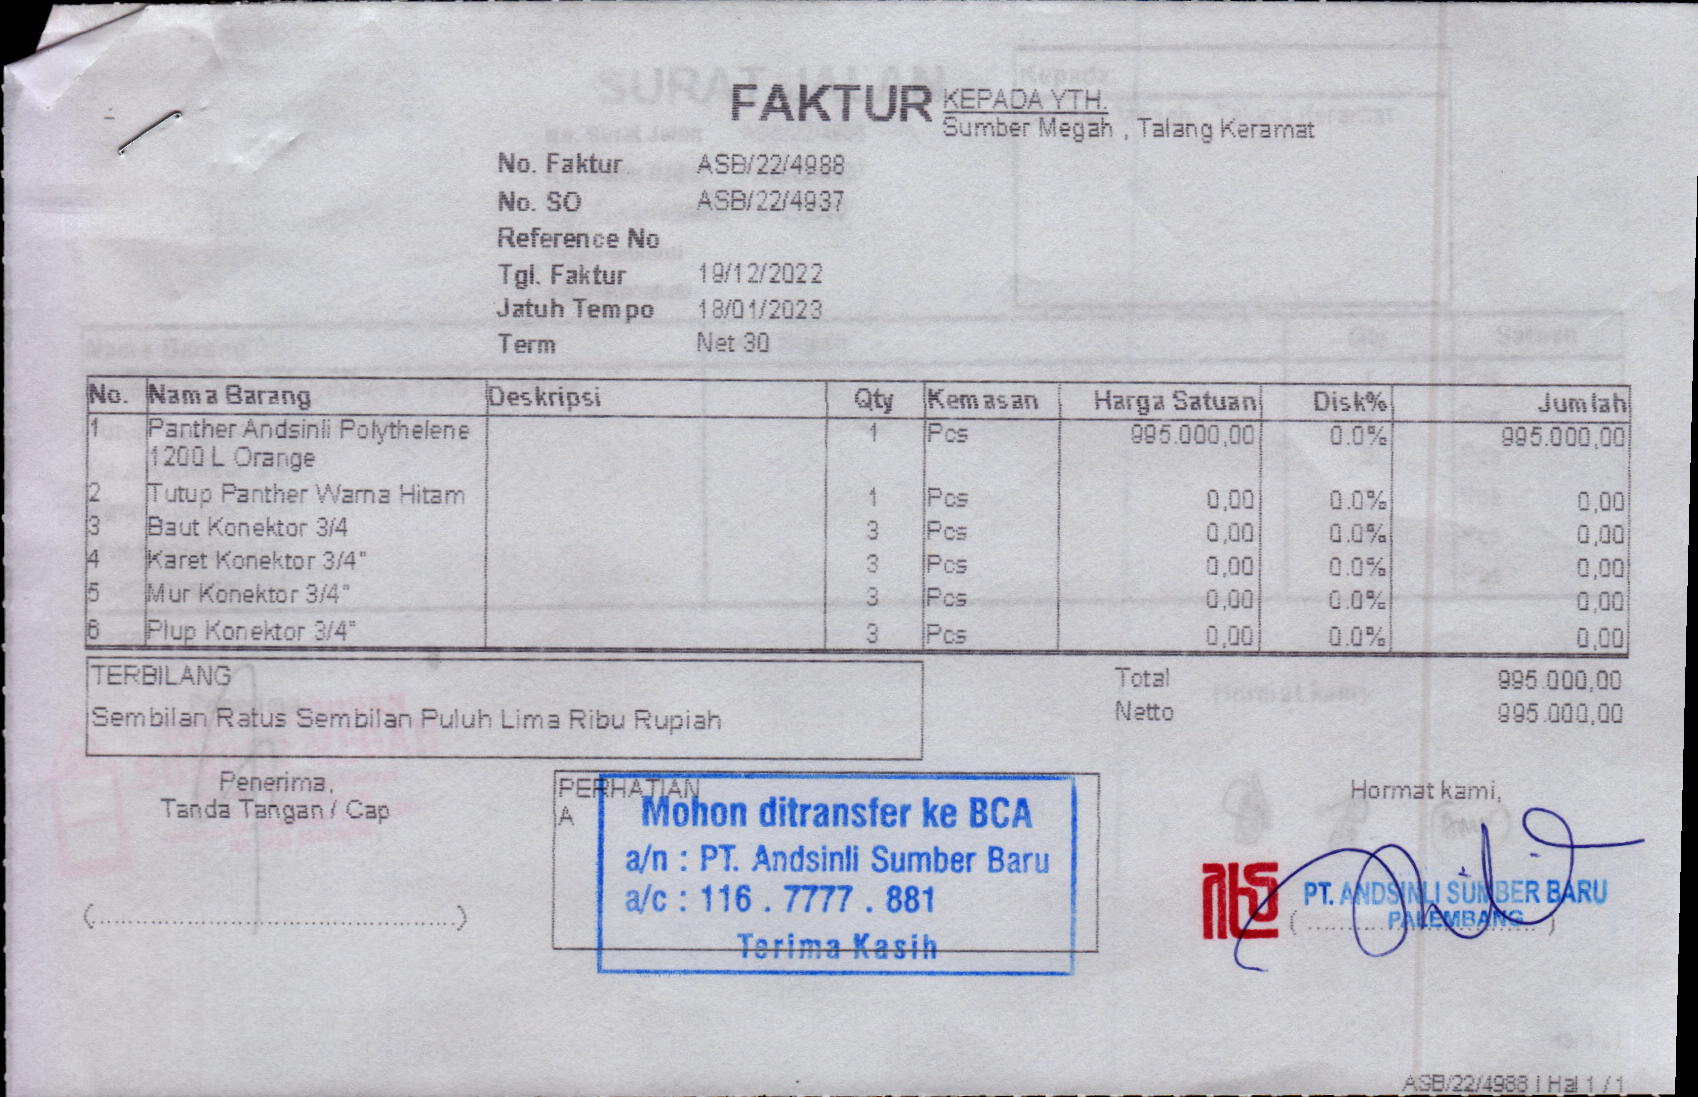 FAKTUR
KEPADA YTH.
Sumber Megah , Talang Keramat
No. Faktur ASB/22/4988
No. SO ASB/22/4937
Reference No
Tgl. Faktur 19/12/2022
Jatuh Tempo 18/01/2023
Term Net 30
No. Nama Barang Deskripsi Qty Kemasan Harga Satuan Disk% Jumlah
1 Panther Andsinli Polythelene 1 Pcs 995.000,00 0.0% 995.000,00
1200 L Orange
2 Tutup Panther Warna Hitam 1 Pcs 0,00 0.0% 0,00
3 Baut Konektor 3/4 3 Pcs 0,00 0.0% 0,00
4 Karet Konektor 3/4" 3 Pcs 0,00 0.0% 0,00
5 Mur Konektor 3/4" 3 Pcs 0,00 0.0% 0,00
6 Plup Konektor 3/4" 3 Pcs 0,00 0.0% 0,00
TERBILANG
Sembilan Ratus Sembilan Puluh Lima Ribu Rupiah
Total 995.000,00
Netto 995.000,00
Penerima,
Tanda Tangan / Cap
(..........................................................)
PERHATIAN
A
Mohon ditransfer ke BCA
a/n : PT. Andsinli Sumber Baru
a/c : 116 . 7777 . 881
Terima Kasih
Hormat kami,
PT. ANDSINLI SUMBER BARU
PALEMBANG
(....................................)
ASB/22/4988 | Hal 1 / 1